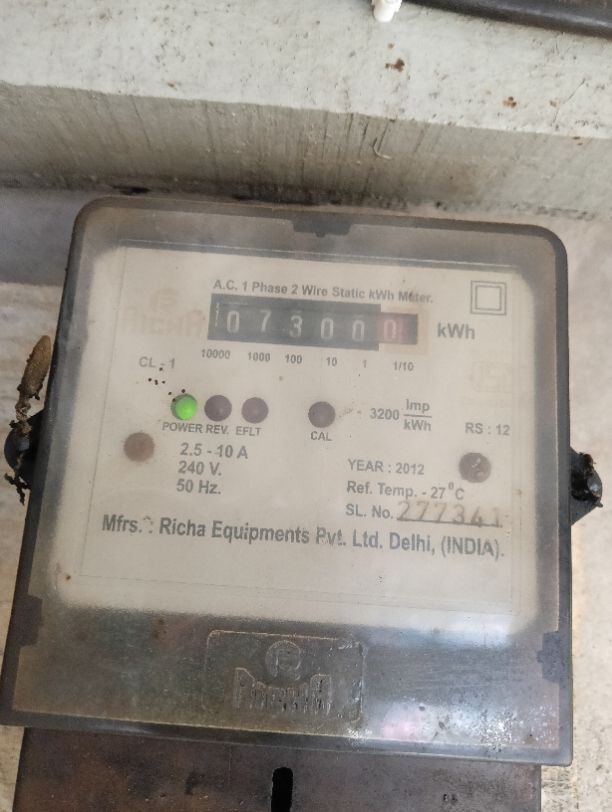 A.C. 1 Phase 2 Wire Static kWh Meter.
073000 kWh
10000 1000 100 10 1 1/10
CL - 1
3200 Imp/kWh
POWER REV. EFLT
CAL
RS : 12
2.5 - 10 A
240 V.
50 Hz.
YEAR : 2012
Ref. Temp. - 27°C
SL. No. 277341
Mfrs. : Richa Equipments Pvt. Ltd. Delhi, (INDIA).